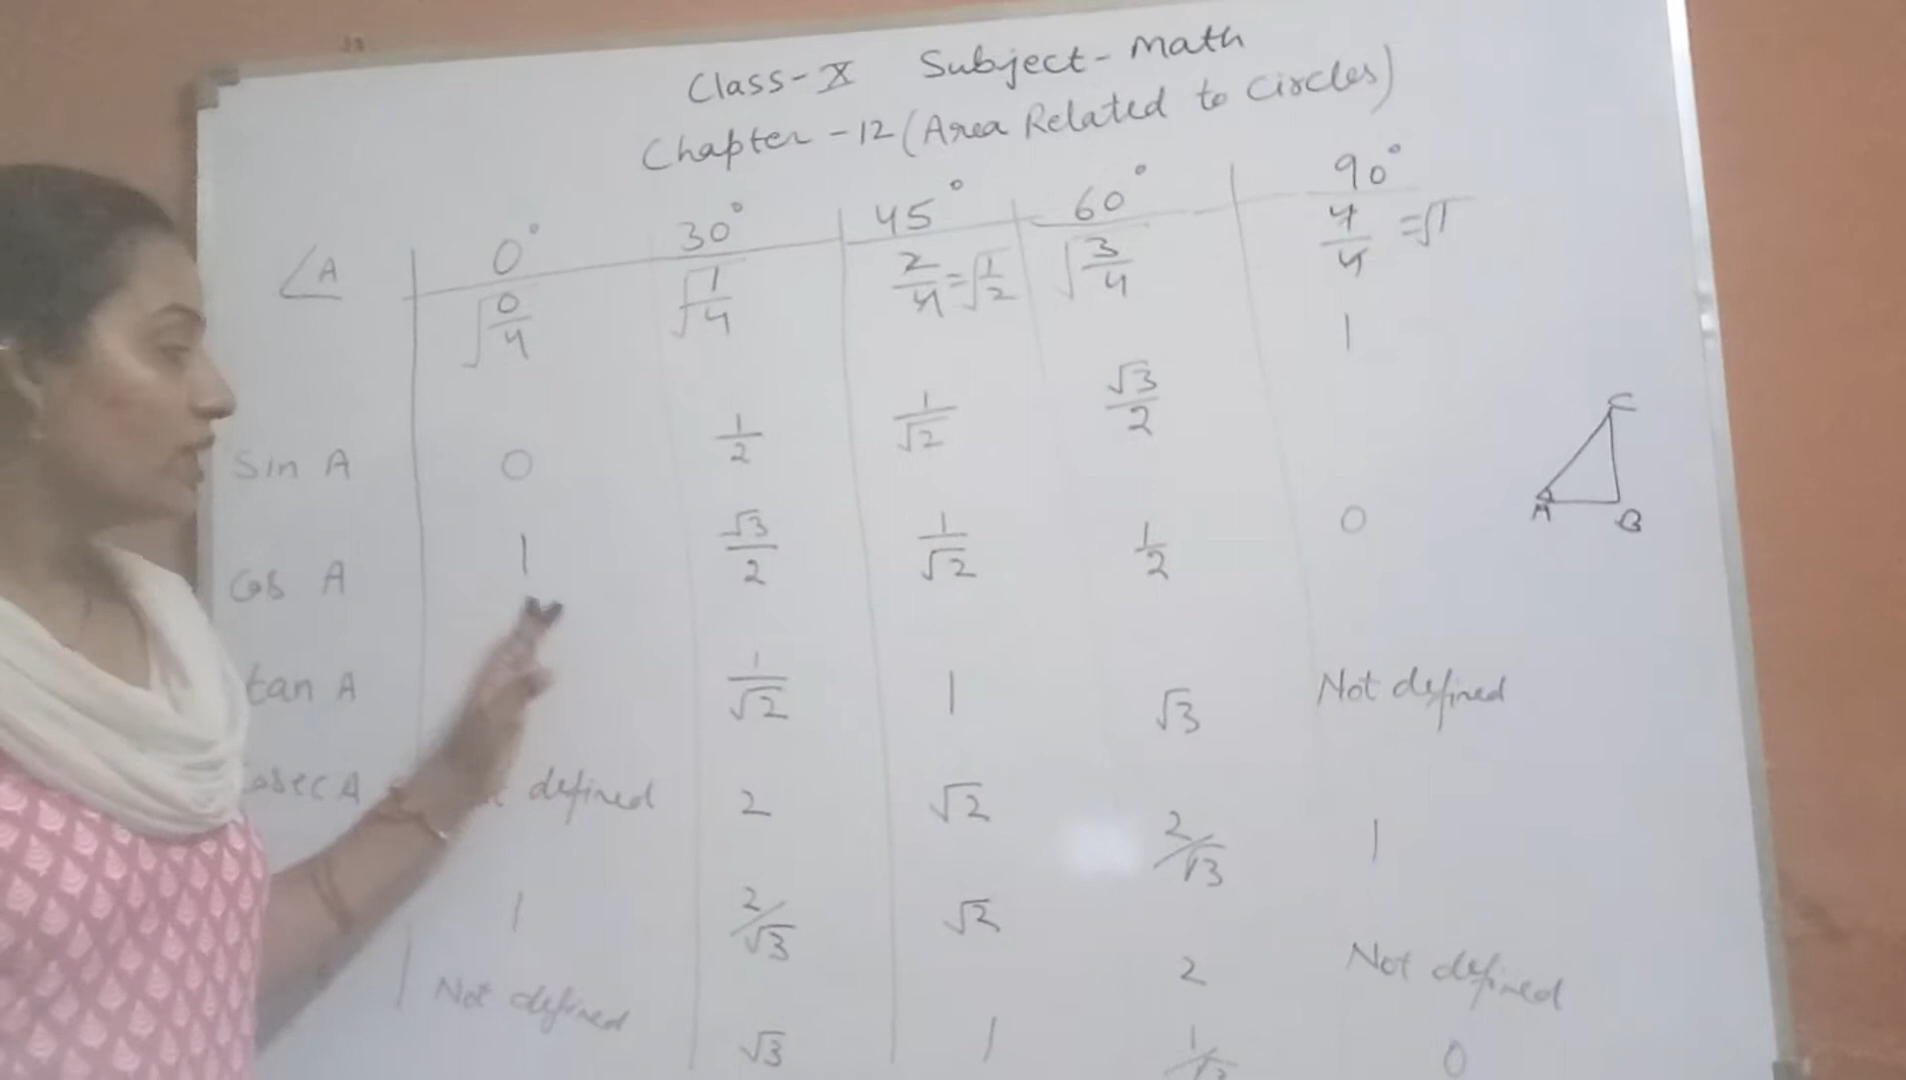 Class-X Subject-Math
Chapter-12 (Area Related to Circles)
∠A 0° 30° 45° 60° 90°
√0/4 √1/4 2/4=√1/2 √3/4 4/4=√1
Sin A 0 1/2 1/√2 √3/2 1
Cos A 1 √3/2 1/√2 1/2 0
tan A 1/√2 1 √3 Not defined
cosec A defined 2 √2 2/√3 1
1 2/√3 √2 2 Not defined
Not defined √3 1 0
C
A B